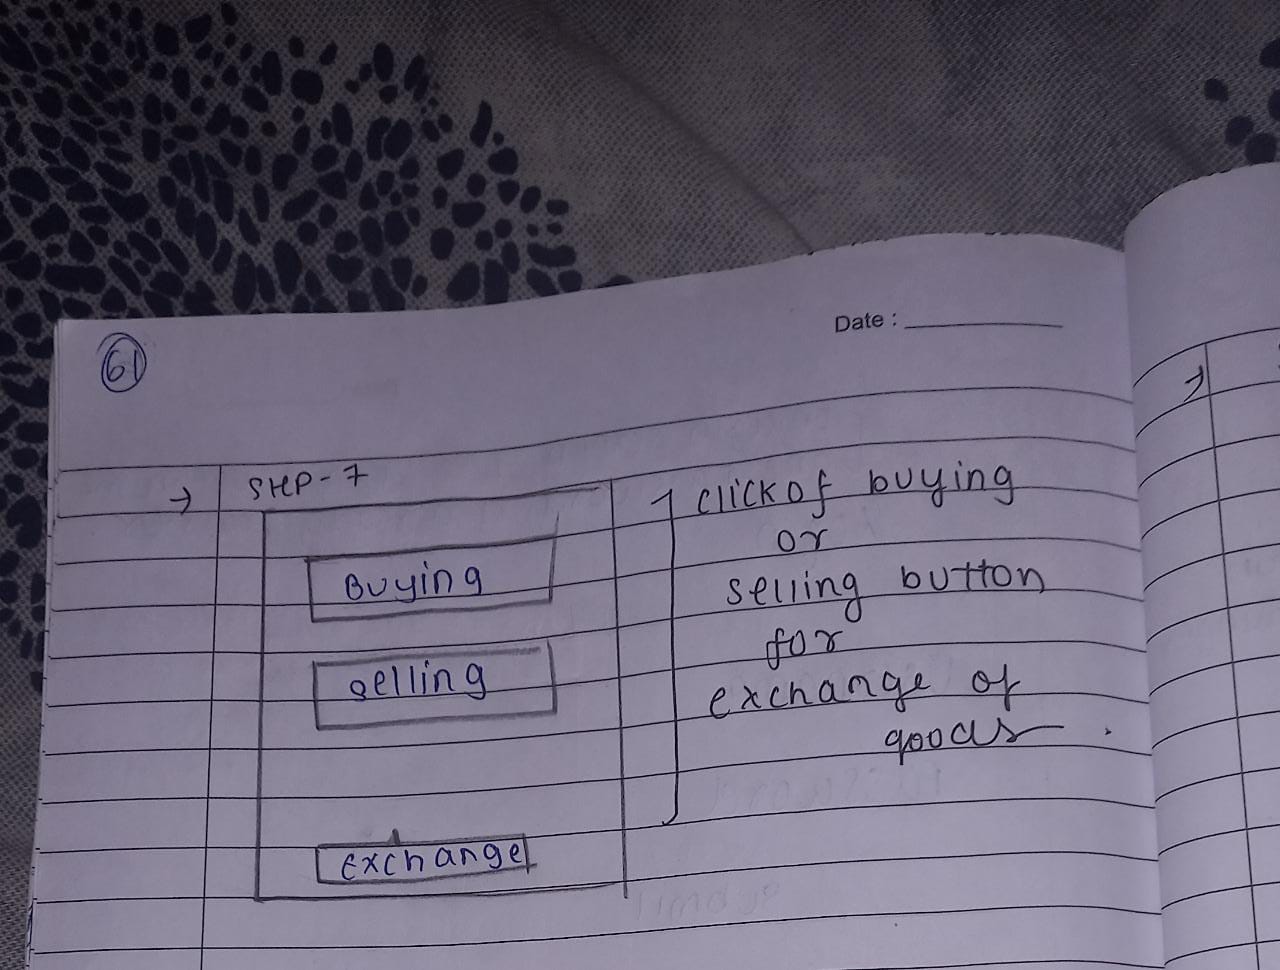 61
Date :
→ Step-7
Buying
selling
exchange
click of buying
or
selling button
for
exchange of
goods.